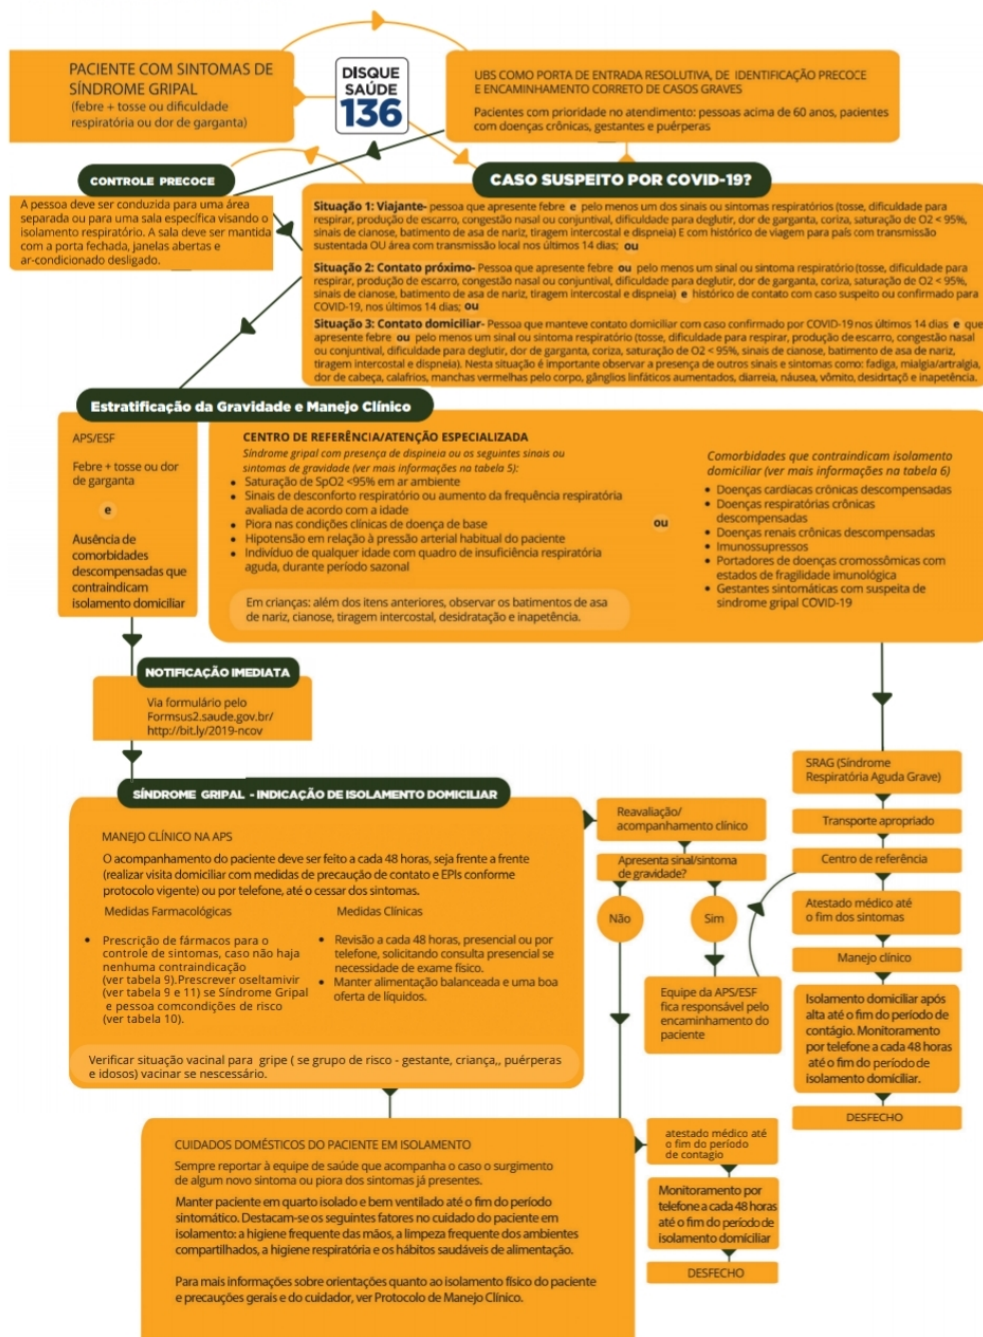 PACIENTE COM SINTOMAS DE
SÍNDROME GRIPAL
(febre + tosse ou dificuldade
respiratória ou dor de garganta)
DISQUE
SAÚDE
136
UBS COMO PORTA DE ENTRADA RESOLUTIVA, DE IDENTIFICAÇÃO PRECOCE
E ENCAMINHAMENTO CORRETO DE CASOS GRAVES
Pacientes com prioridade no atendimento: pessoas acima de 60 anos, pacientes
com doenças crônicas, gestantes e puérperas
CONTROLE PRECOCE
A pessoa deve ser conduzida para uma área
separada ou para uma sala específica visando o
isolamento respiratório. A sala deve ser mantida
com a porta fechada, janelas abertas e
ar-condicionado desligado.
CASO SUSPEITO POR COVID-19?
Situação 1: Viajante- pessoa que apresente febre e pelo menos um dos sinais ou sintomas respiratórios (tosse, dificuldade para
respirar, produção de escarro, congestão nasal ou conjuntival, dificuldade para deglutir, dor de garganta, coriza, saturação de O2 < 95%,
sinais de cianose, batimento de asa de nariz, tiragem intercostal e dispneia) E com histórico de viagem para país com transmissão
sustentada OU área com transmissão local nos últimos 14 dias; ou
Situação 2: Contato próximo- Pessoa que apresente febre ou pelo menos um sinal ou sintoma respiratório (tosse, dificuldade para
respirar, produção de escarro, congestão nasal ou conjuntival, dificuldade para deglutir, dor de garganta, coriza, saturação de O2 < 95%,
sinais de cianose, batimento de asa de nariz, tiragem intercostal e dispneia) e histórico de contato com caso suspeito ou confirmado para
COVID-19, nos últimos 14 dias; ou
Situação 3: Contato domiciliar- Pessoa que manteve contato domiciliar com caso confirmado por COVID-19 nos últimos 14 dias e que
apresente febre ou pelo menos um sinal ou sintoma respiratório (tosse, dificuldade para respirar, produção de escarro, congestão nasal
ou conjuntival, dificuldade para deglutir, dor de garganta, coriza, saturação de O2 < 95%, sinais de cianose, batimento de asa de nariz,
tiragem intercostal e dispneia). Nesta situação é importante observar a presença de outros sinais e sintomas como: fadiga, mialgia/artralgia,
dor de cabeça, calafrios, manchas vermelhas pelo corpo, gânglios linfáticos aumentados, diarreia, náusea, vômito, desidrtaçõ e inapetência.
Estratificação da Gravidade e Manejo Clínico
APS/ESF
Febre + tosse ou dor
de garganta
e
Ausência de
comorbidades
descompensadas que
contraindicam
isolamento domiciliar
CENTRO DE REFERÊNCIA/ATENÇÃO ESPECIALIZADA
Síndrome gripal com presença de dispineia ou os seguintes sinais ou
sintomas de gravidade (ver mais informações na tabela 5):
• Saturação de SpO2 <95% em ar ambiente
• Sinais de desconforto respiratório ou aumento da frequência respiratória
avaliada de acordo com a idade
• Piora nas condições clínicas de doença de base
• Hipotensão em relação à pressão arterial habitual do paciente
• Indivíduo de qualquer idade com quadro de insuficiência respiratória
aguda, durante período sazonal
Em crianças: além dos itens anteriores, observar os batimentos de asa
de nariz, cianose, tiragem intercostal, desidratação e inapetência.
ou
Comorbidades que contraindicam isolamento
domiciliar (ver mais informações na tabela 6)
• Doenças cardíacas crônicas descompensadas
• Doenças respiratórias crônicas
descompensadas
• Doenças renais crônicas descompensadas
• Imunossupressos
• Portadores de doenças cromossômicas com
estados de fragilidade imunológica
• Gestantes sintomáticas com suspeita de
sindrome gripal COVID-19
NOTIFICAÇÃO IMEDIATA
Via formulário pelo
Formsus2.saude.gov.br/
http://bit.ly/2019-ncov
SÍNDROME GRIPAL - INDICAÇÃO DE ISOLAMENTO DOMICILIAR
MANEJO CLÍNICO NA APS
O acompanhamento do paciente deve ser feito a cada 48 horas, seja frente a frente
(realizar visita domiciliar com medidas de precaução de contato e EPIs conforme
protocolo vigente) ou por telefone, até o cessar dos sintomas.
Medidas Farmacológicas
• Prescrição de fármacos para o
controle de sintomas, caso não haja
nenhuma contraindicação
(ver tabela 9).Prescrever oseltamivir
(ver tabela 9 e 11) se Síndrome Gripal
e pessoa comcondições de risco
(ver tabela 10).
Medidas Clínicas
• Revisão a cada 48 horas, presencial ou por
telefone, solicitando consulta presencial se
necessidade de exame físico.
• Manter alimentação balanceada e uma boa
oferta de líquidos.
Verificar situação vacinal para gripe ( se grupo de risco - gestante, criança,, puérperas
e idosos) vacinar se nescessário.
Reavaliação/
acompanhamento clínico
Apresenta sinal/sintoma
de gravidade?
Não
Sim
Equipe da APS/ESF
fica responsável pelo
encaminhamento do
paciente
SRAG (Síndrome
Respiratória Aguda Grave)
Transporte apropriado
Centro de referência
Atestado médico até
o fim dos sintomas
Manejo clínico
Isolamento domiciliar após
alta até o fim do período de
contágio. Monitoramento
por telefone a cada 48 horas
até o fim do período de
isolamento domiciliar.
DESFECHO
CUIDADOS DOMÉSTICOS DO PACIENTE EM ISOLAMENTO
Sempre reportar à equipe de saúde que acompanha o caso o surgimento
de algum novo sintoma ou piora dos sintomas já presentes.
Manter paciente em quarto isolado e bem ventilado até o fim do período
sintomático. Destacam-se os seguintes fatores no cuidado do paciente em
isolamento: a higiene frequente das mãos, a limpeza frequente dos ambientes
compartilhados, a higiene respiratória e os hábitos saudáveis de alimentação.
Para mais informações sobre orientações quanto ao isolamento físico do paciente
e precauções gerais e do cuidador, ver Protocolo de Manejo Clínico.
atestado médico até
o fim do período
de contagio
Monitoramento por
telefone a cada 48 horas
até o fim do período de
isolamento domiciliar
DESFECHO